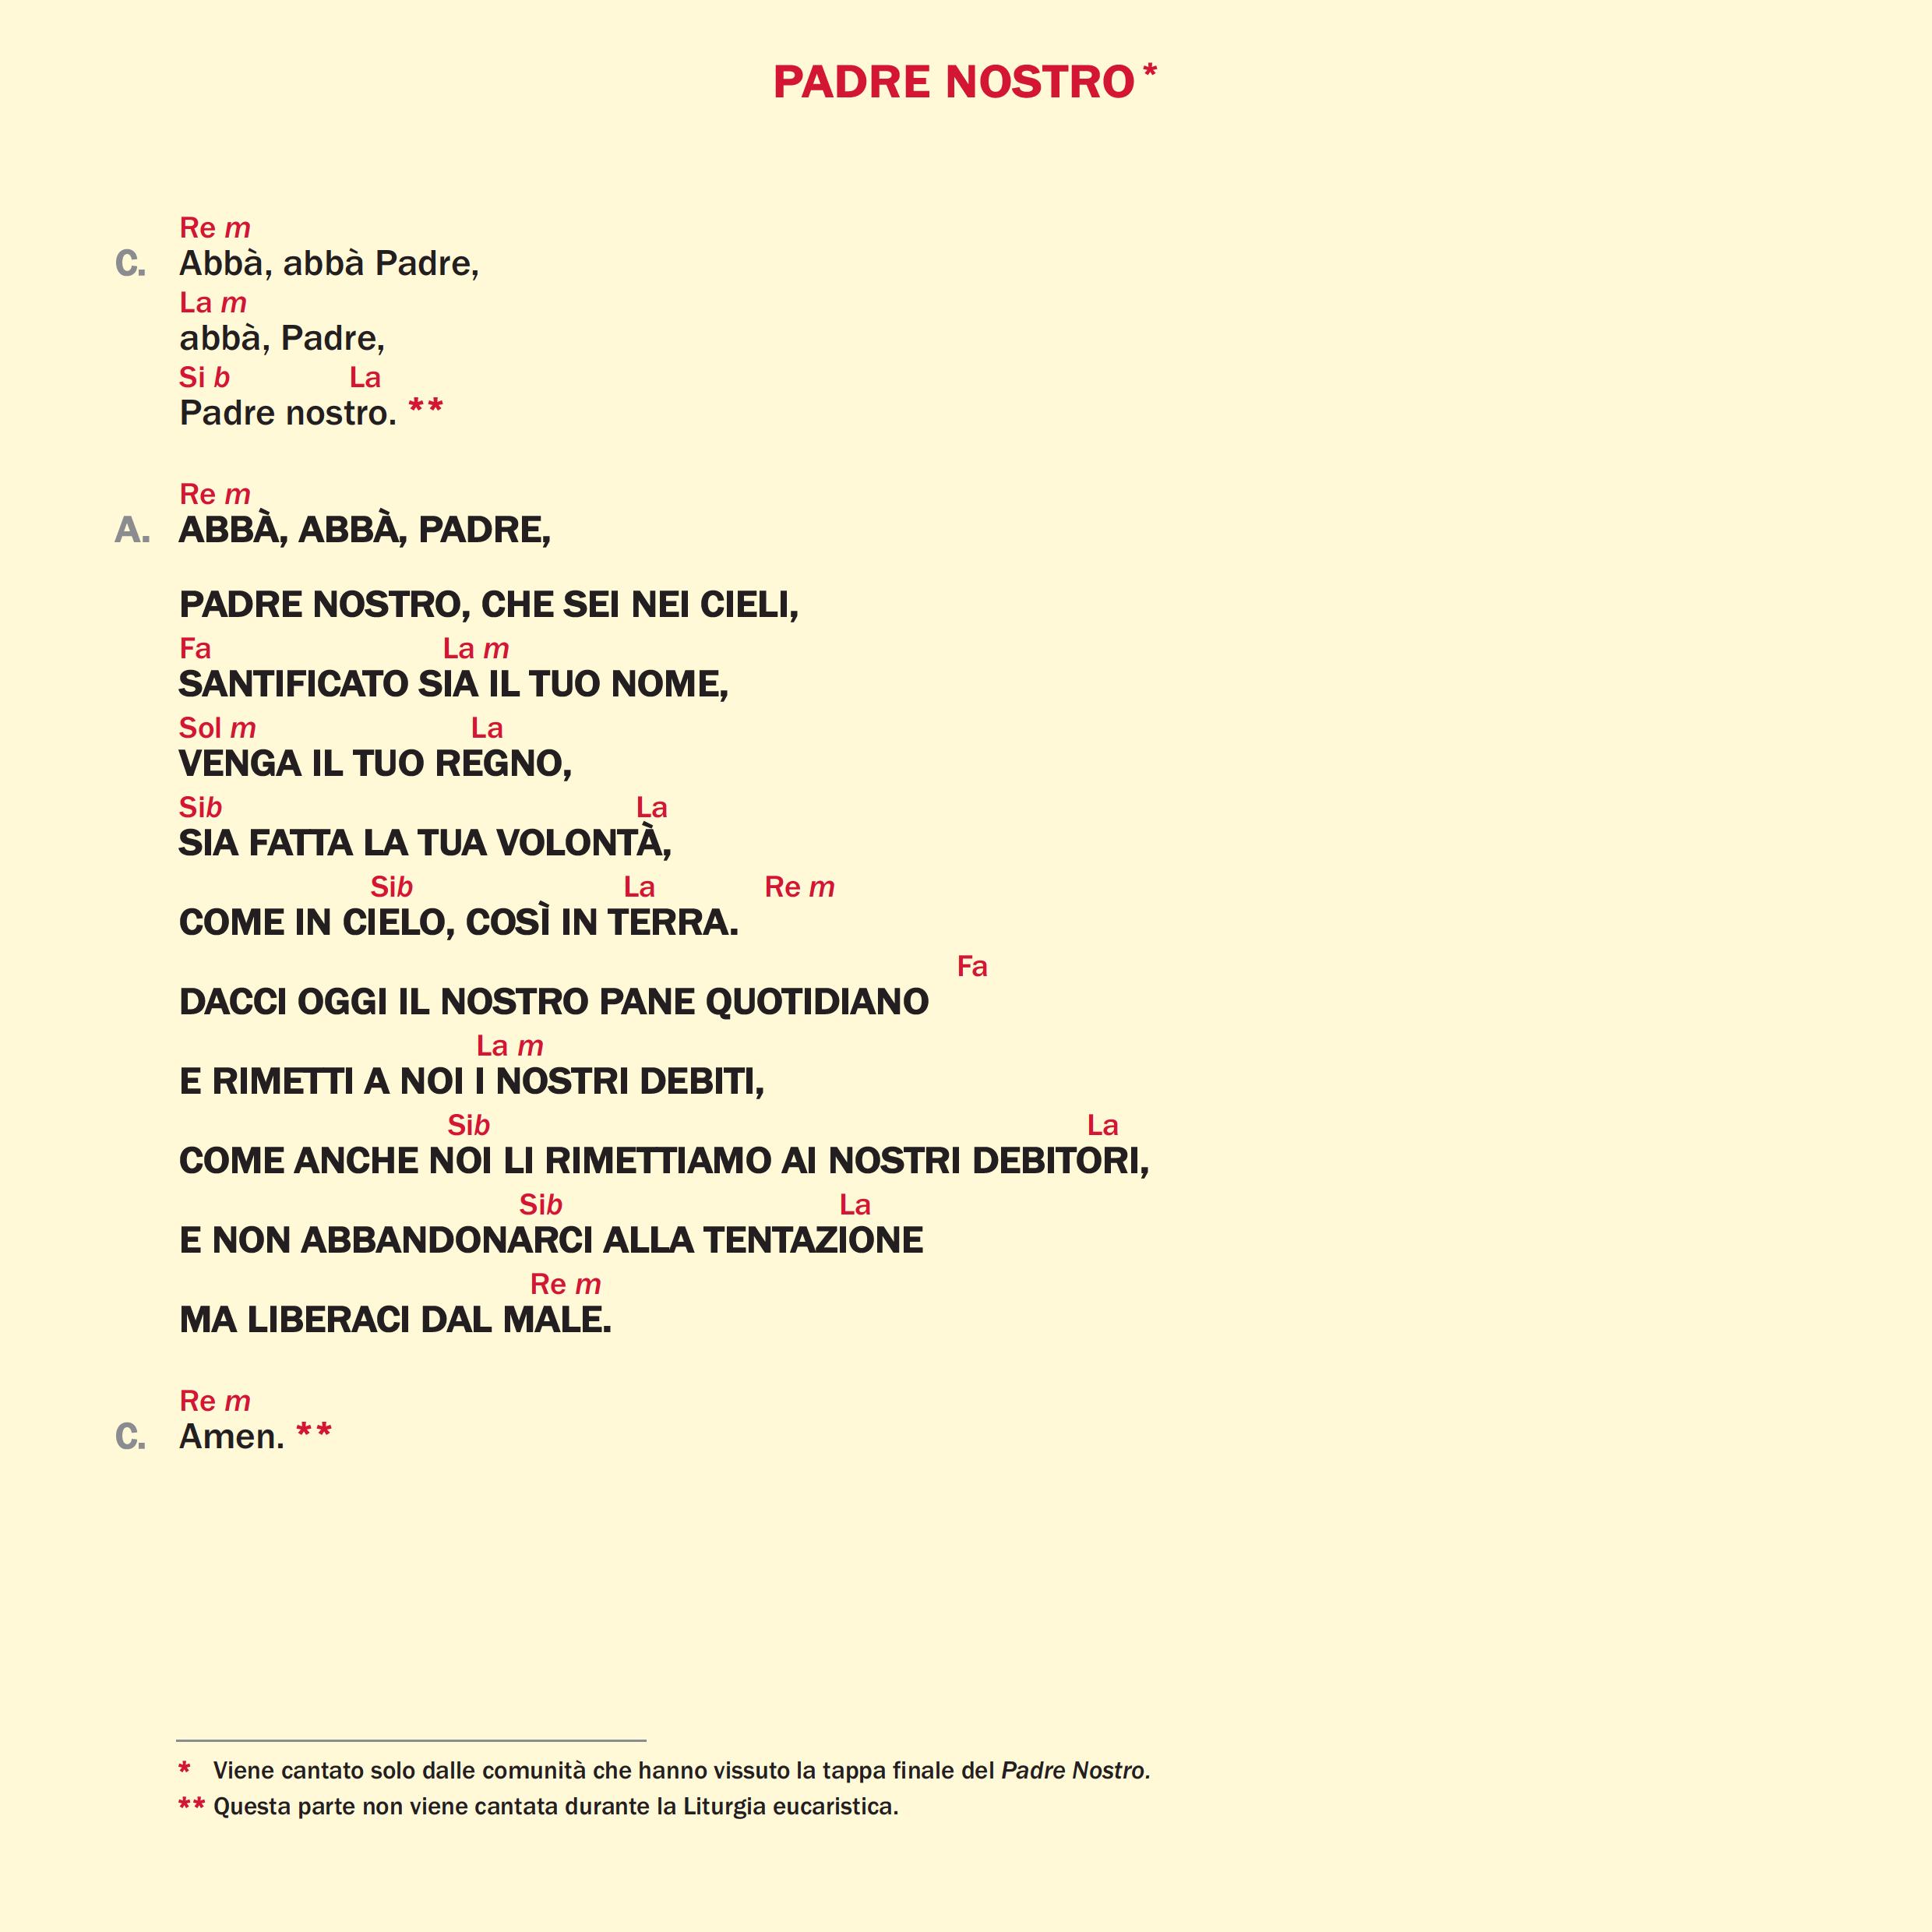 PADRE NOSTRO *
Re m
C. Abbà, abbà Padre,
La m
abbà, Padre,
Si b La
Padre nostro. **
Re m
A. ABBÀ, ABBÀ, PADRE,
PADRE NOSTRO, CHE SEI NEI CIELI,
Fa La m
SANTIFICATO SIA IL TUO NOME,
Sol m La
VENGA IL TUO REGNO,
Sib La
SIA FATTA LA TUA VOLONTÀ,
Sib La Re m
COME IN CIELO, COSÌ IN TERRA.
Fa
DACCI OGGI IL NOSTRO PANE QUOTIDIANO
La m
E RIMETTI A NOI I NOSTRI DEBITI,
Sib La
COME ANCHE NOI LI RIMETTIAMO AI NOSTRI DEBITORI,
Sib La
E NON ABBANDONARCI ALLA TENTAZIONE
Re m
MA LIBERACI DAL MALE.
Re m
C. Amen. **
* Viene cantato solo dalle comunità che hanno vissuto la tappa finale del Padre Nostro.
** Questa parte non viene cantata durante la Liturgia eucaristica.